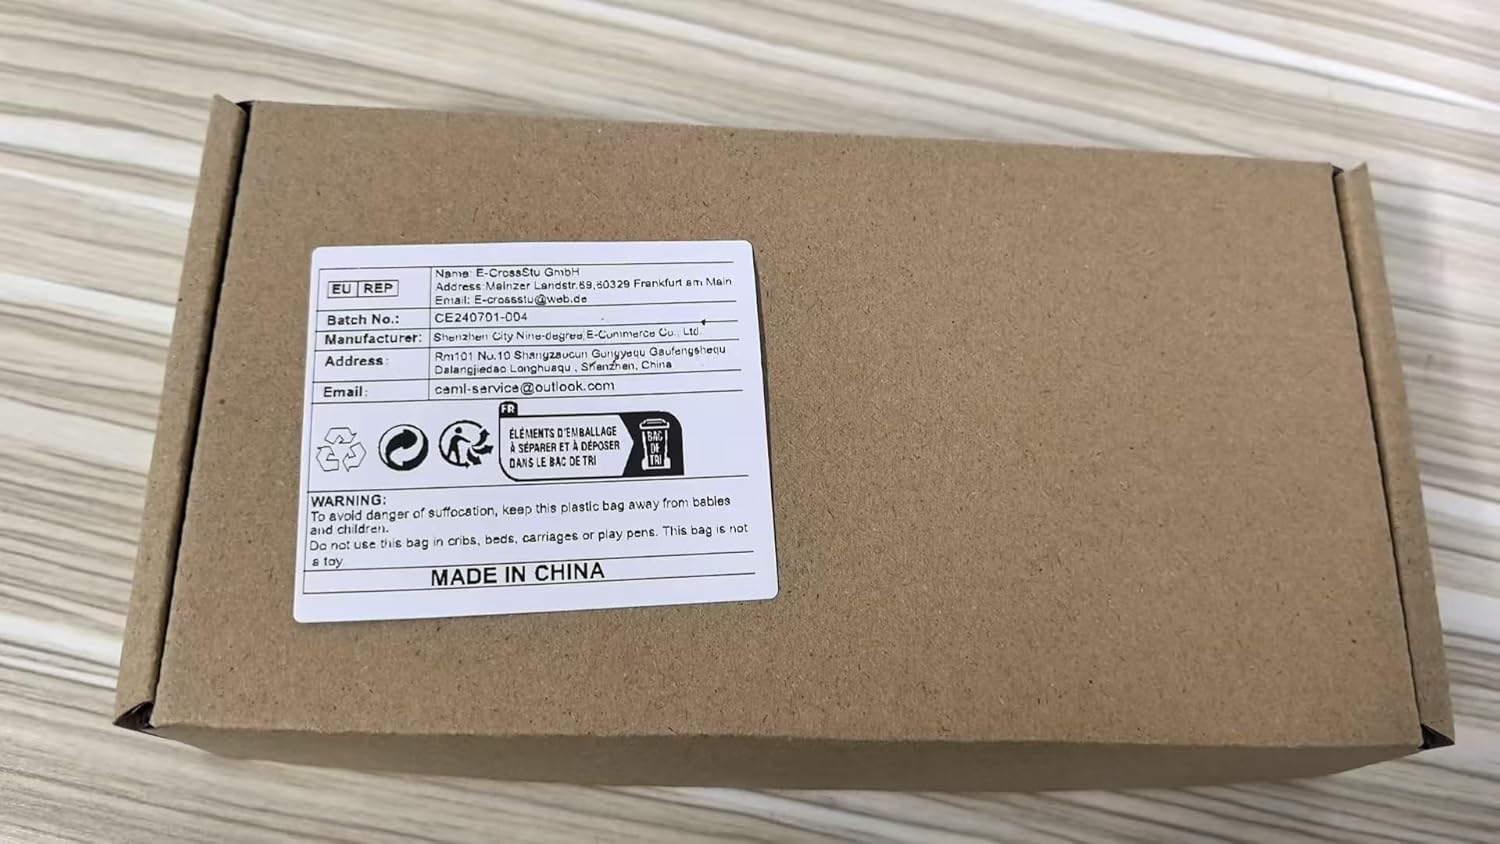 EU REP
Name: E-CrossStu GmbH
Address:Mainzer Landstr.69,60329 Frankfurt am Main
Email: E-crossstu@web.de
Batch No.: CE240701-004
Manufacturer: Shenzhen City Nine-degree E-Commerce Co., Ltd.
Address: Rm101 No.10 Shangzaocun Gongyequ Gaofengshequ
Dalangjiedao Longhuaqu , Shenzhen, China
Email: ceml-service@outlook.com
FR
ÉLÉMENTS D'EMBALLAGE
À SÉPARER ET À DÉPOSER
DANS LE BAC DE TRI
BAC
DE
TRI
WARNING:
To avoid danger of suffocation, keep this plastic bag away from babies
and children.
Do not use this bag in cribs, beds, carriages or play pens. This bag is not
a toy
MADE IN CHINA